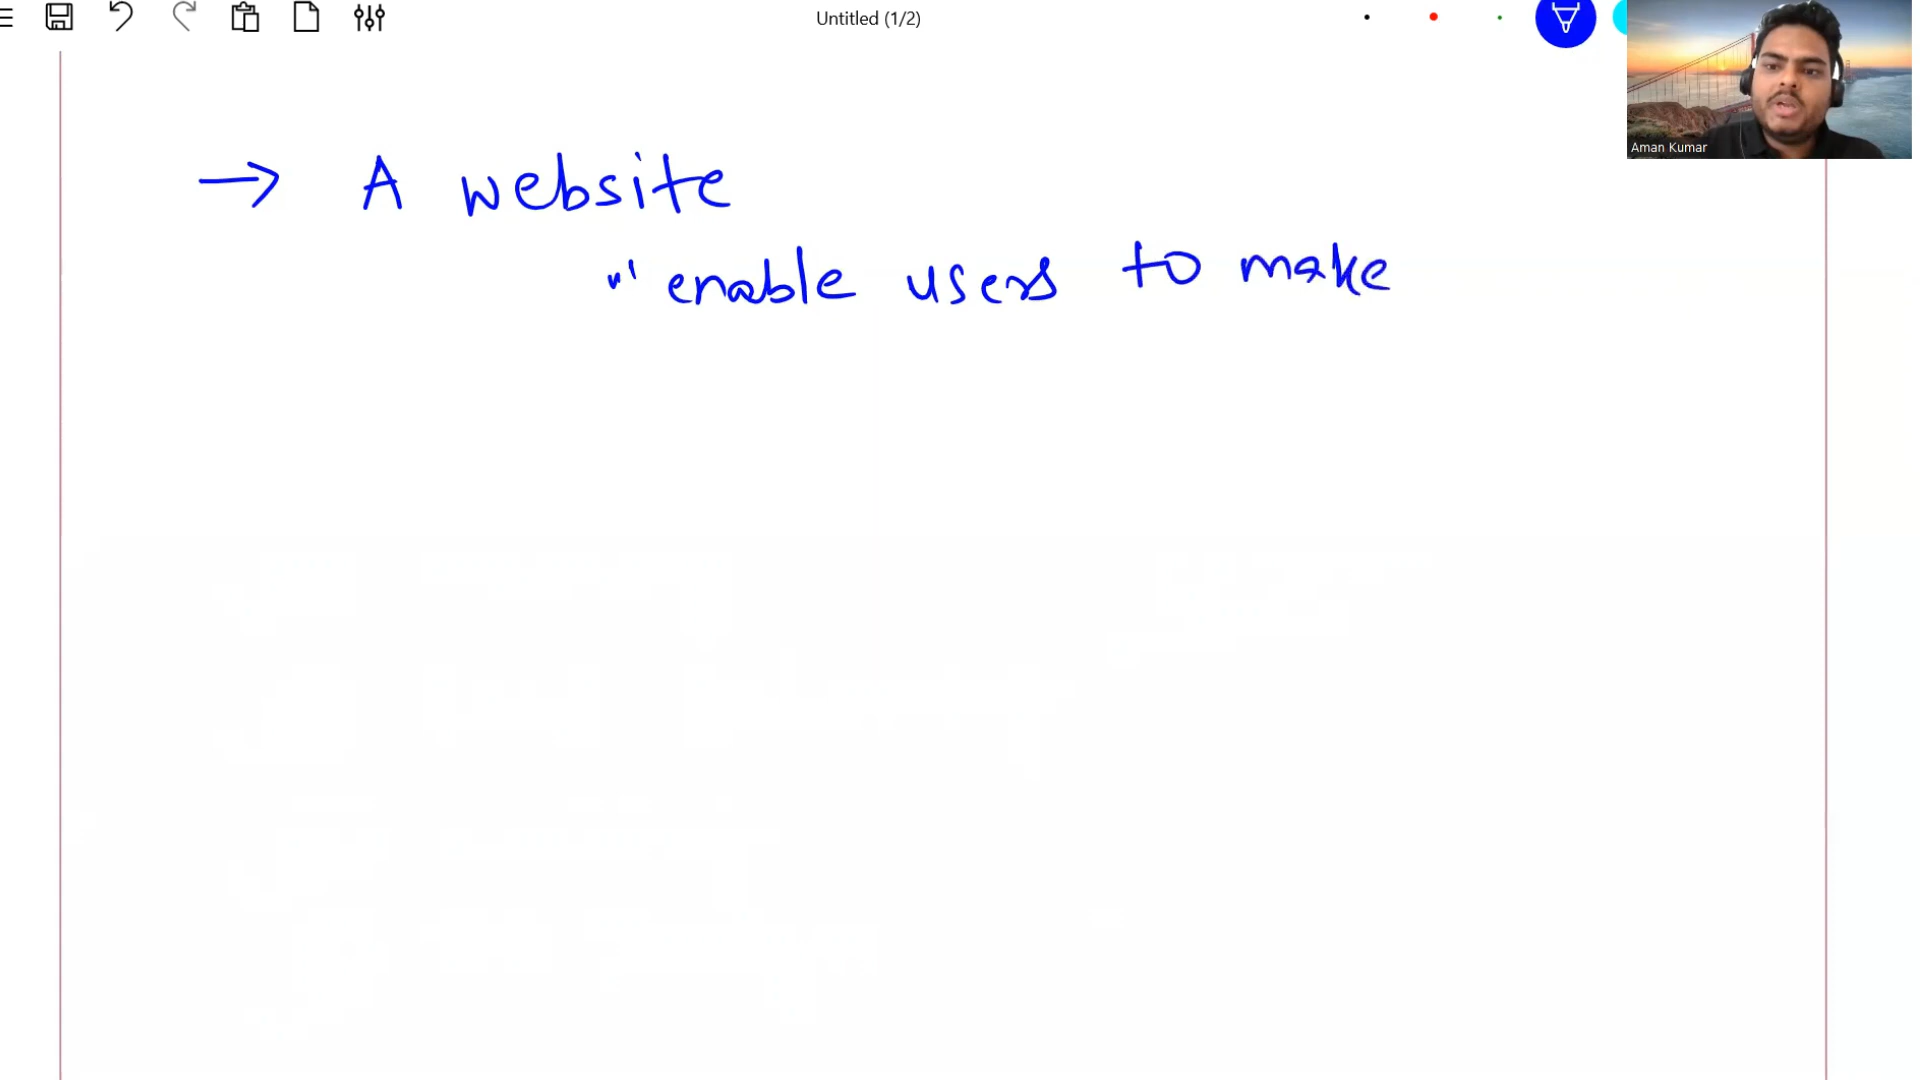 Untitled (1/2)
Aman Kumar
→ A website
"' enable users to make